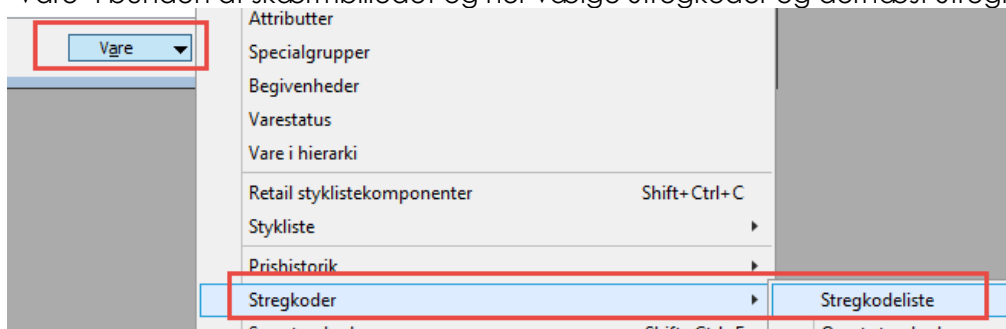 Attributter
Vare
Specialgrupper
Begivenheder
Varestatus
Vare i hierarki
Retail styklistekomponenter Shift+Ctrl+C
Stykliste
Prishistorik
Stregkoder
Stregkodeliste